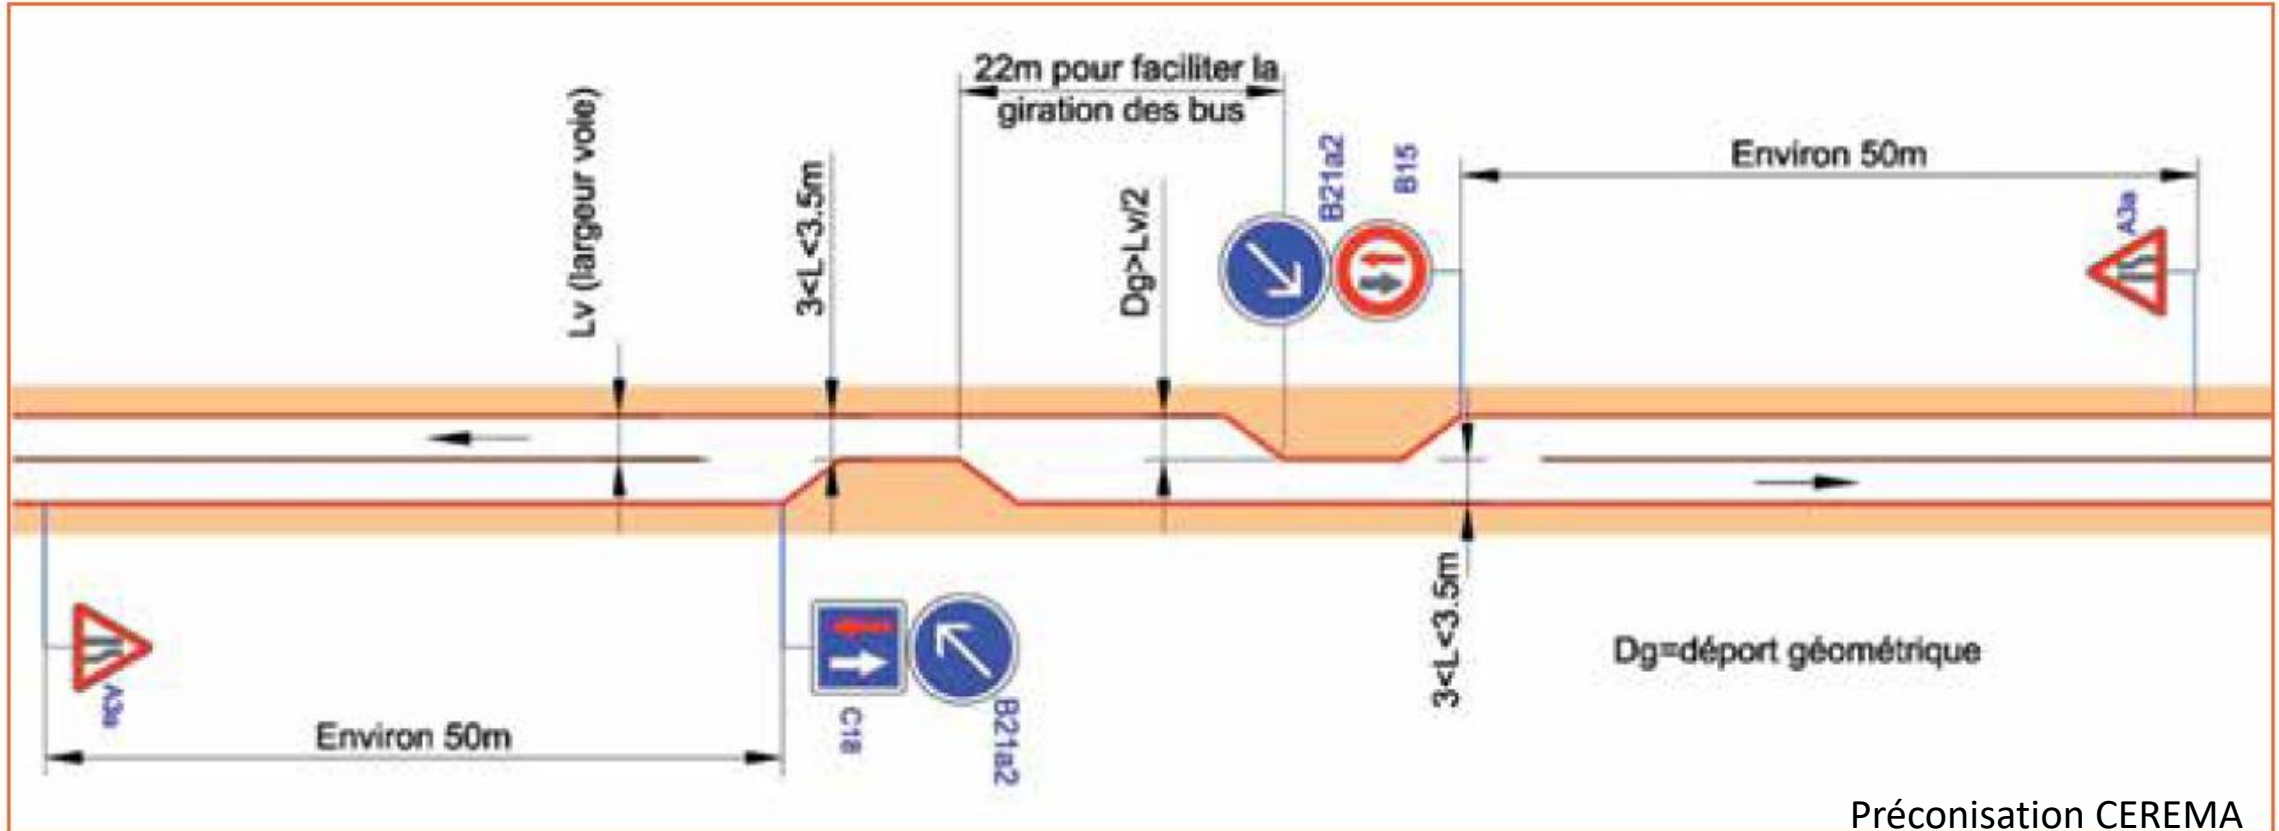 22m pour faciliter la
giration des bus
Lv (largeur voie)
3<L<3.5m
Dg>Lv/2
B21a2
B15
Environ 50m
A3a
A3a
Environ 50m
C18
B21a2
3<L<3.5m
Dg=déport géométrique
Préconisation CEREMA